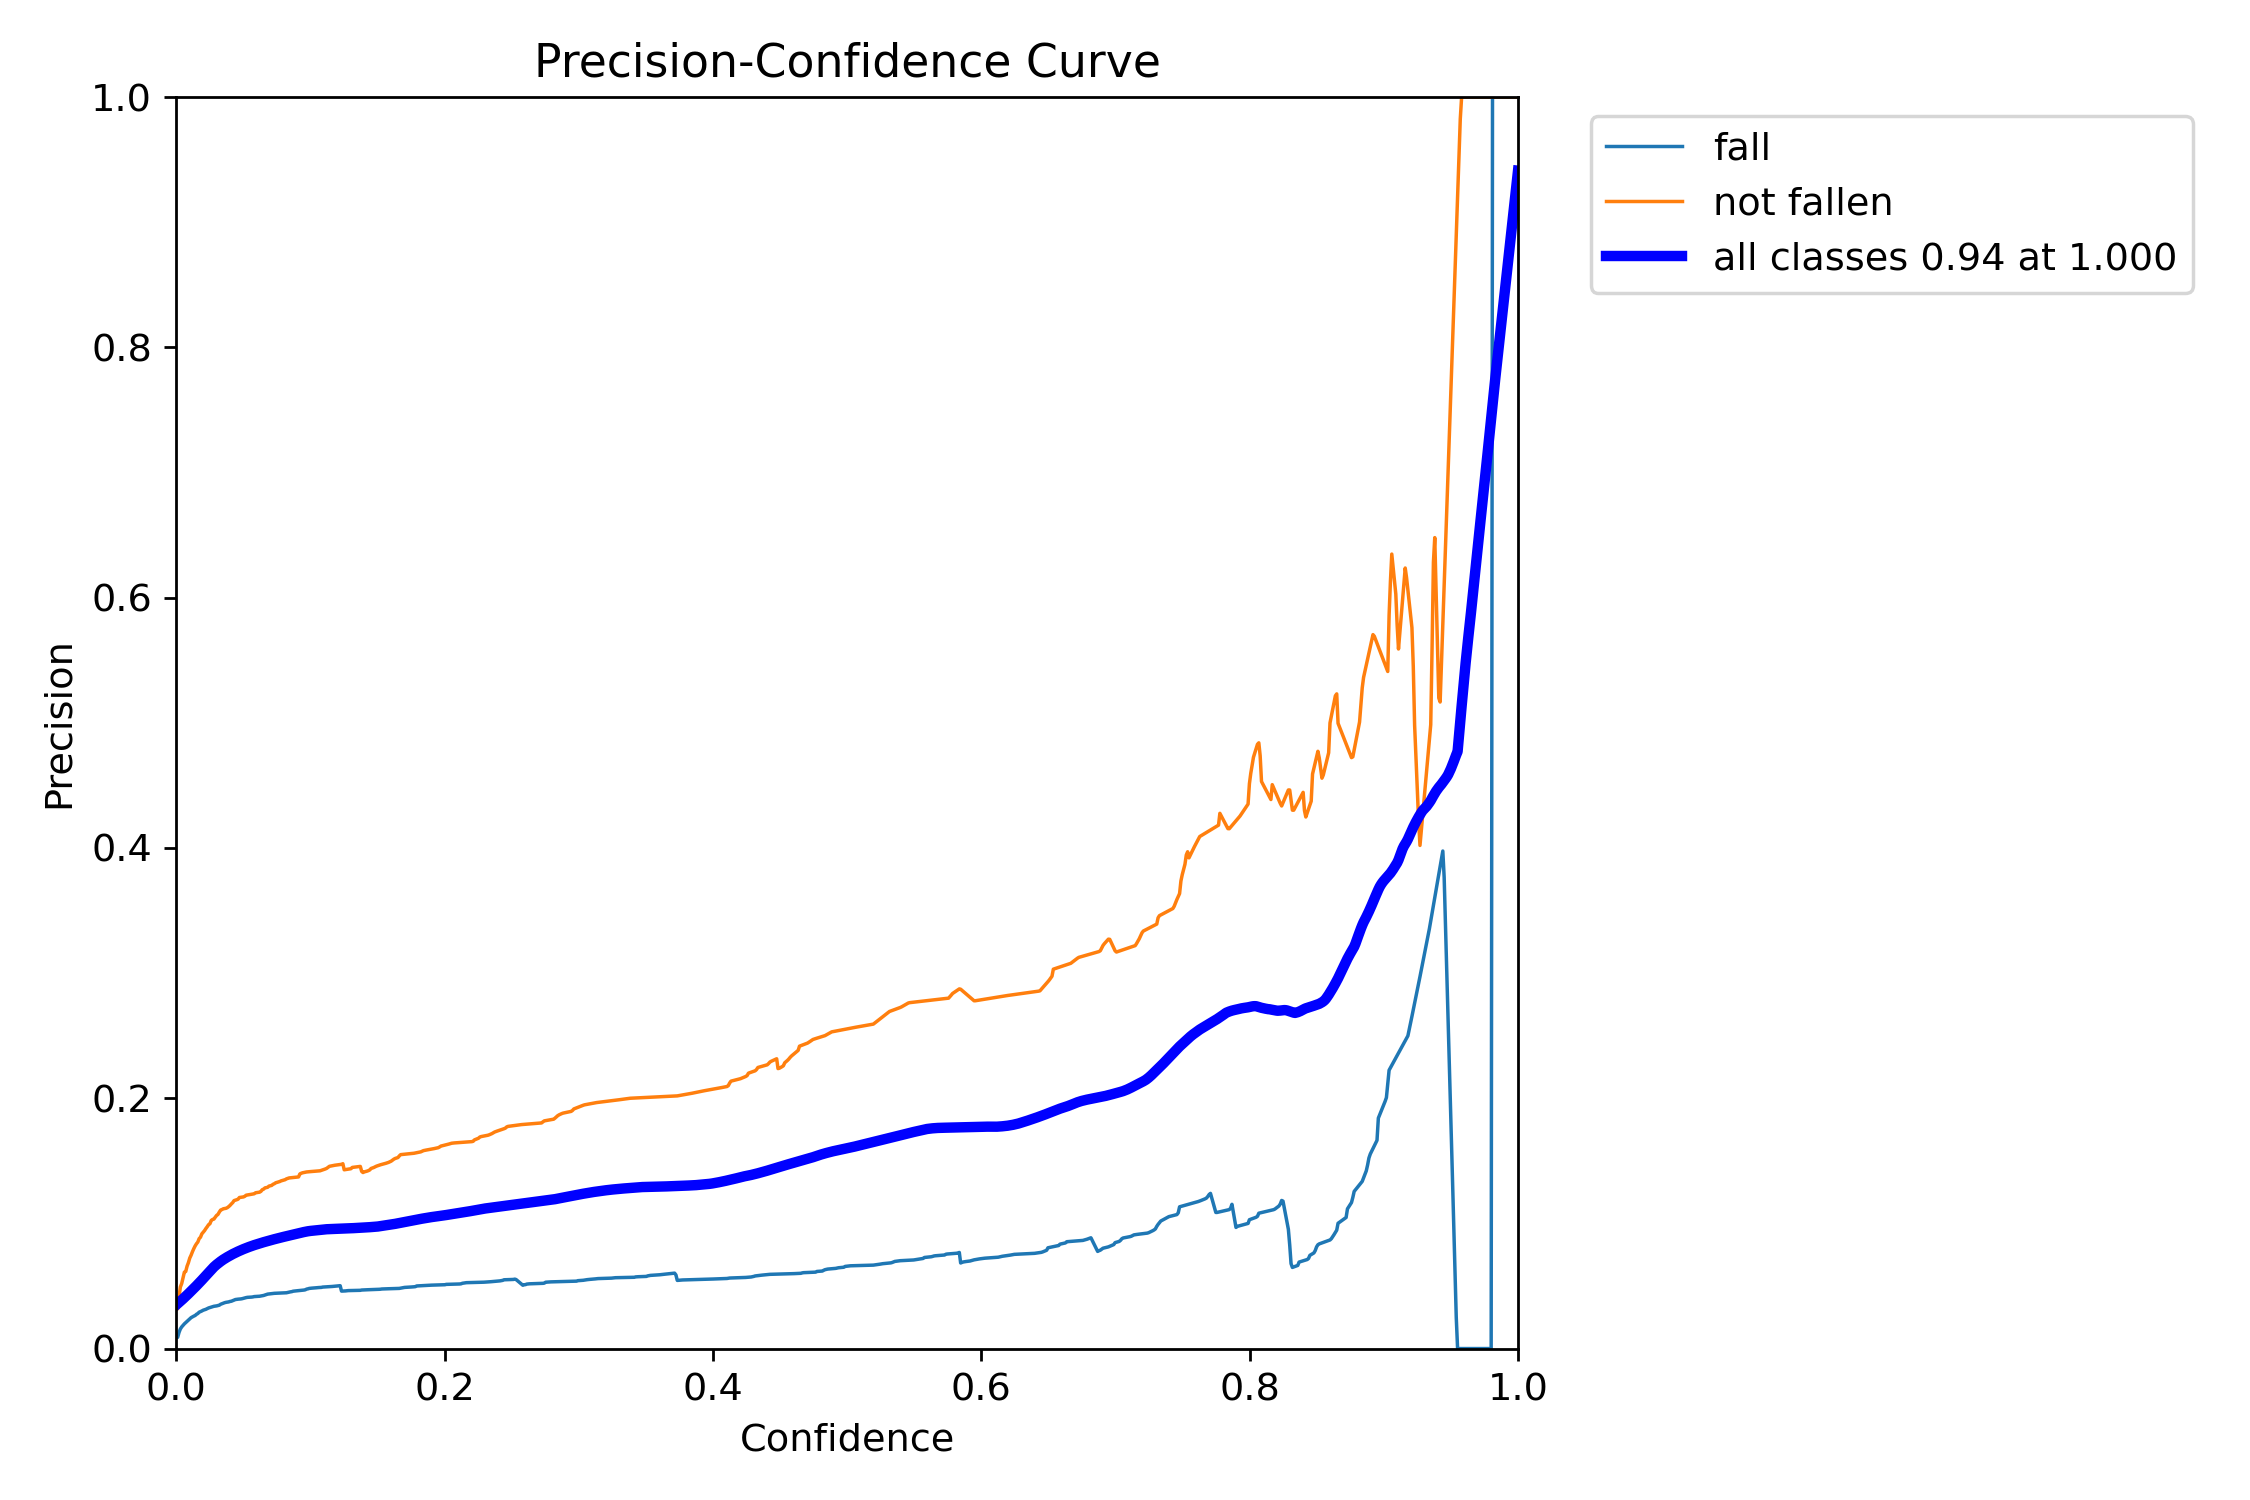 Precision-Confidence Curve
1.0
0.8
0.6
0.4
0.2
0.0
Precision
0.0 0.2 0.4 0.6 0.8 1.0
Confidence
fall
not fallen
all classes 0.94 at 1.000